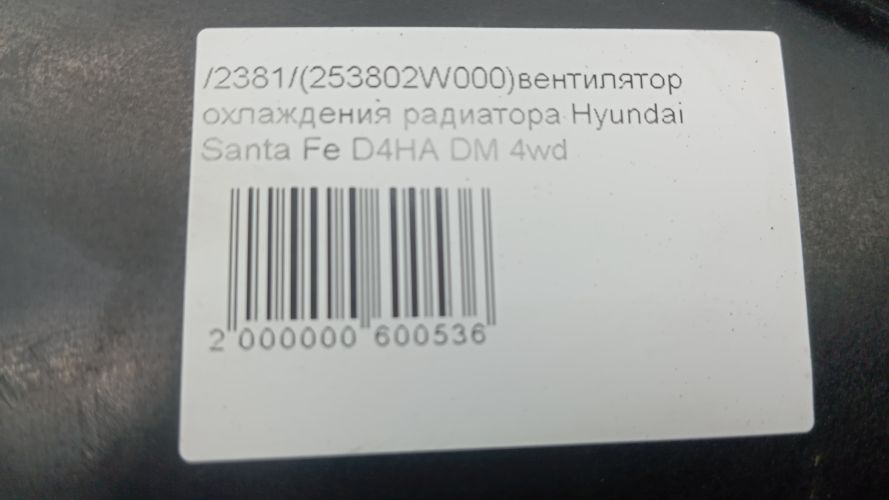 /2381/(253802W000)вентилятор
охлаждения радиатора Hyundai
Santa Fe D4HA DM 4wd
2 000000 600536